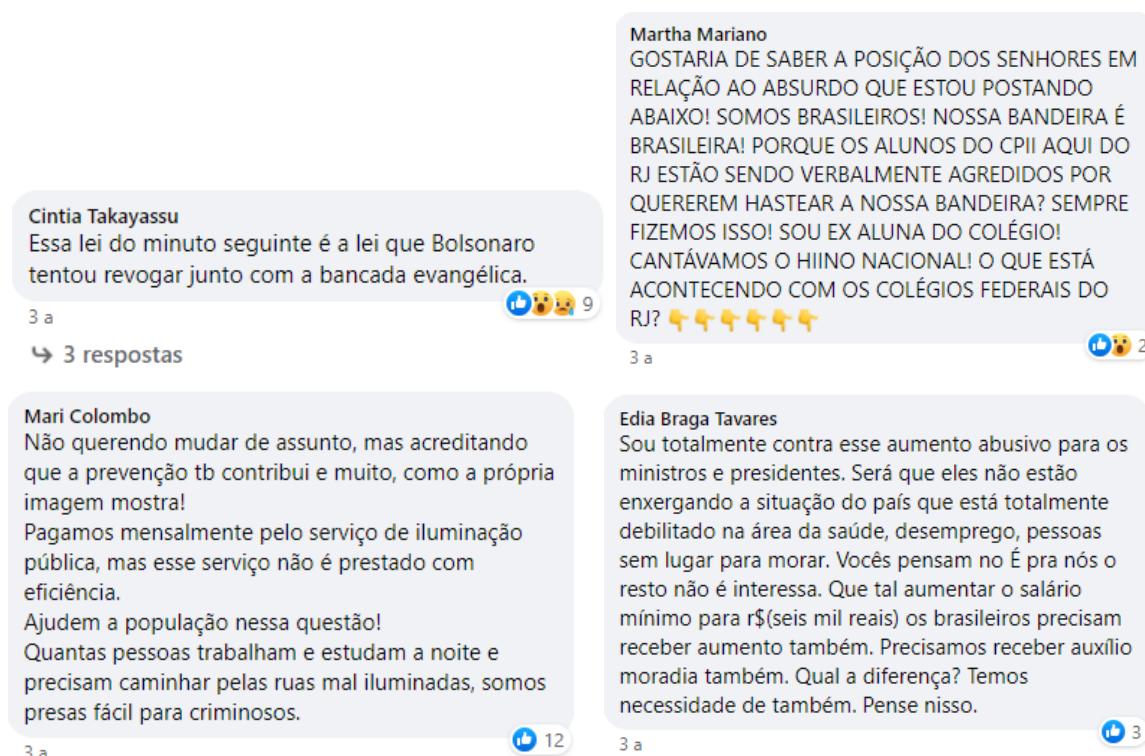 Cintia Takayassu
Essa lei do minuto seguinte é a lei que Bolsonaro
tentou revogar junto com a bancada evangélica.
9
3 a
3 respostas
Martha Mariano
GOSTARIA DE SABER A POSIÇÃO DOS SENHORES EM
RELAÇÃO AO ABSURDO QUE ESTOU POSTANDO
ABAIXO! SOMOS BRASILEIROS! NOSSA BANDEIRA É
BRASILEIRA! PORQUE OS ALUNOS DO CPII AQUI DO
RJ ESTÃO SENDO VERBALMENTE AGREDIDOS POR
QUEREREM HASTEAR A NOSSA BANDEIRA? SEMPRE
FIZEMOS ISSO! SOU EX ALUNA DO COLÉGIO!
CANTÁVAMOS O HIINO NACIONAL! O QUE ESTÁ
ACONTECENDO COM OS COLÉGIOS FEDERAIS DO
RJ? 👇👇👇👇👇👇
2
3 a
Mari Colombo
Não querendo mudar de assunto, mas acreditando
que a prevenção tb contribui e muito, como a própria
imagem mostra!
Pagamos mensalmente pelo serviço de iluminação
pública, mas esse serviço não é prestado com
eficiência.
Ajudem a população nessa questão!
Quantas pessoas trabalham e estudam a noite e
precisam caminhar pelas ruas mal iluminadas, somos
presas fácil para criminosos.
12
3 a
Edia Braga Tavares
Sou totalmente contra esse aumento abusivo para os
ministros e presidentes. Será que eles não estão
enxergando a situação do país que está totalmente
debilitado na área da saúde, desemprego, pessoas
sem lugar para morar. Vocês pensam no É pra nós o
resto não é interessa. Que tal aumentar o salário
mínimo para r$(seis mil reais) os brasileiros precisam
receber aumento também. Precisamos receber auxílio
moradia também. Qual a diferença? Temos
necessidade de também. Pense nisso.
3
3 a